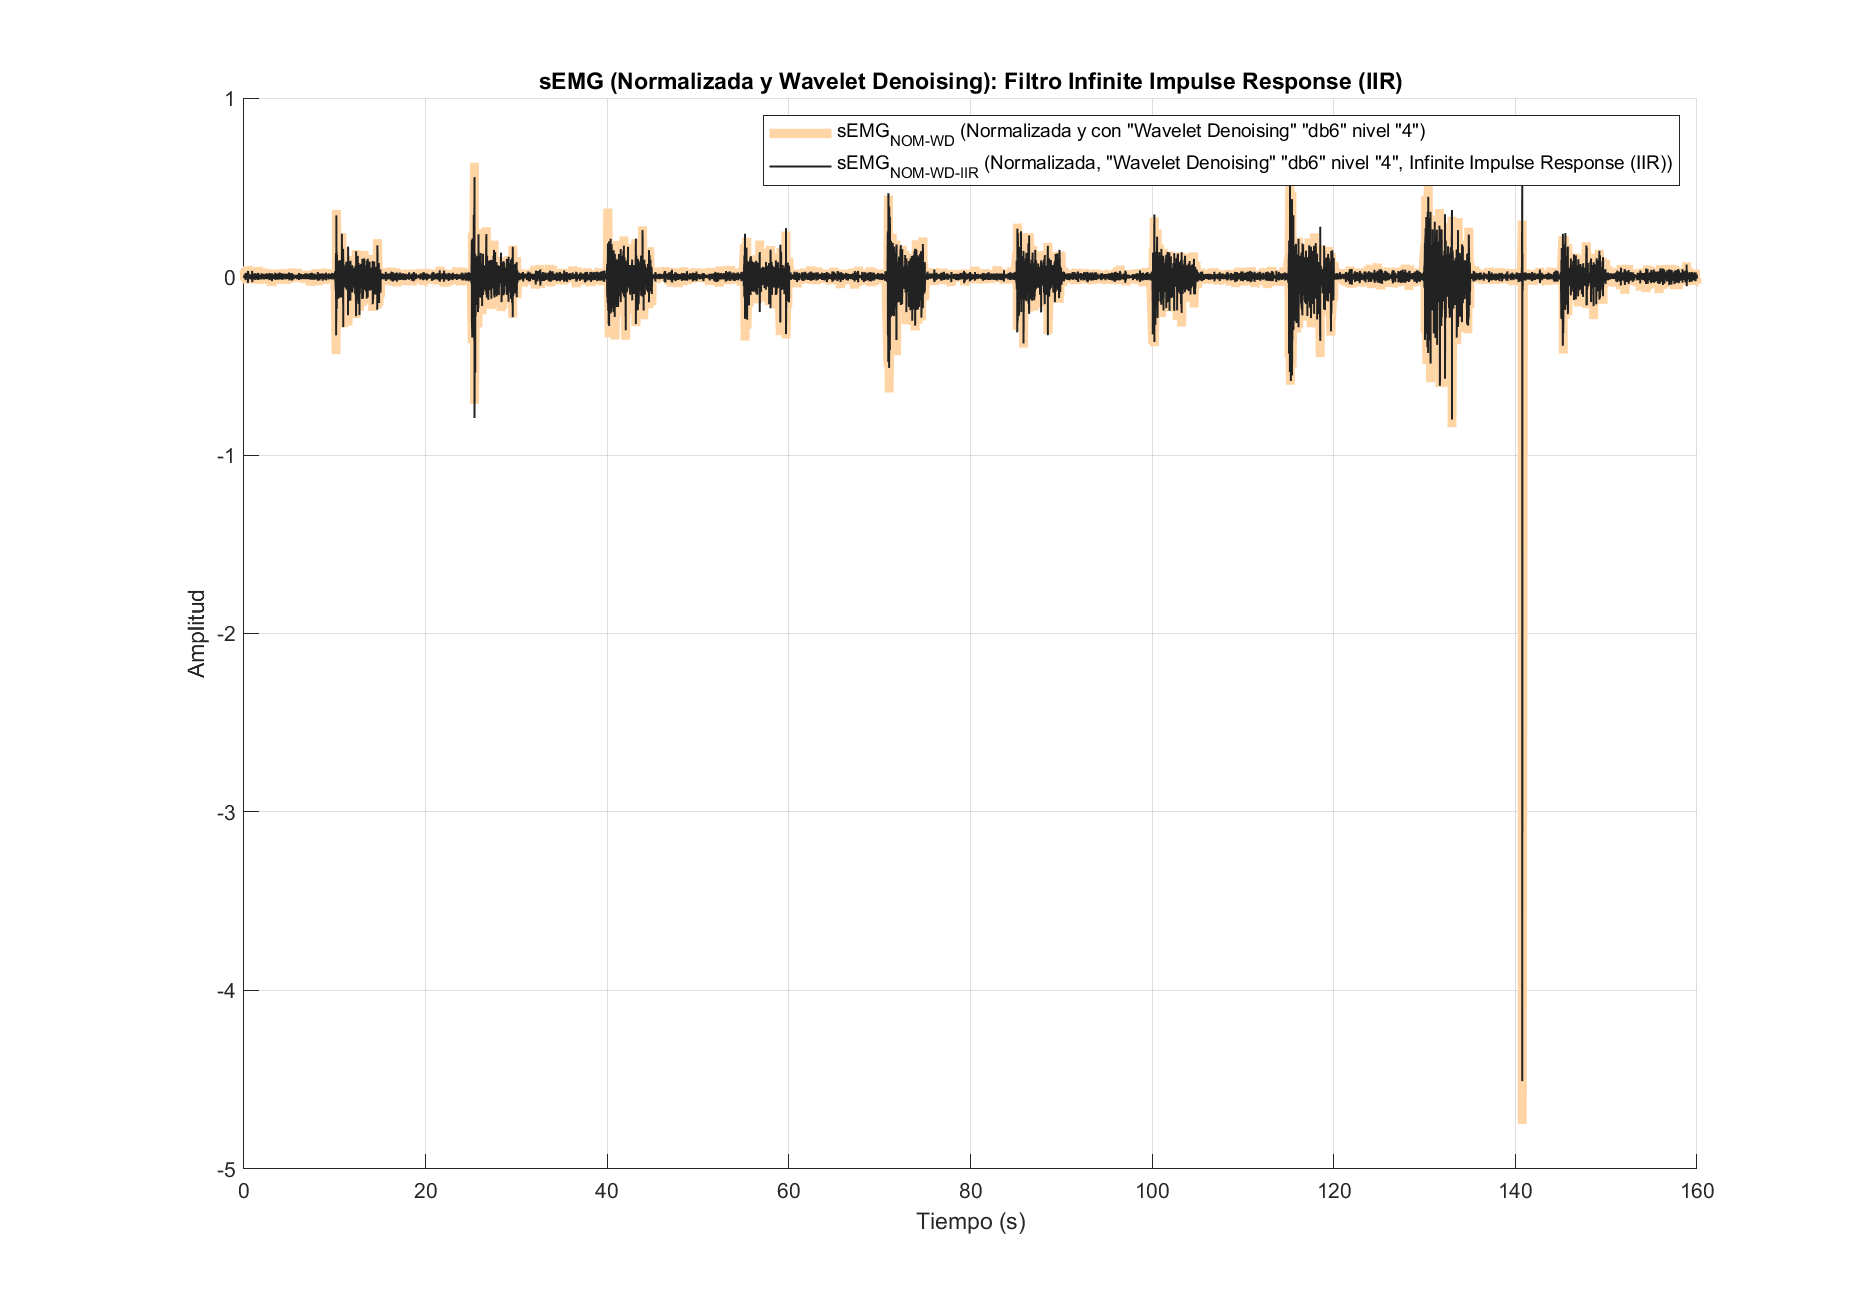 sEMG (Normalizada y Wavelet Denoising): Filtro Infinite Impulse Response (IIR)
sEMG_NOM-WD (Normalizada y con "Wavelet Denoising" "db6" nivel "4")
sEMG_NOM-WD-IIR (Normalizada, "Wavelet Denoising" "db6" nivel "4", Infinite Impulse Response (IIR))
1
0
-1
-2
-3
-4
-5
Amplitud
0 20 40 60 80 100 120 140 160
Tiempo (s)